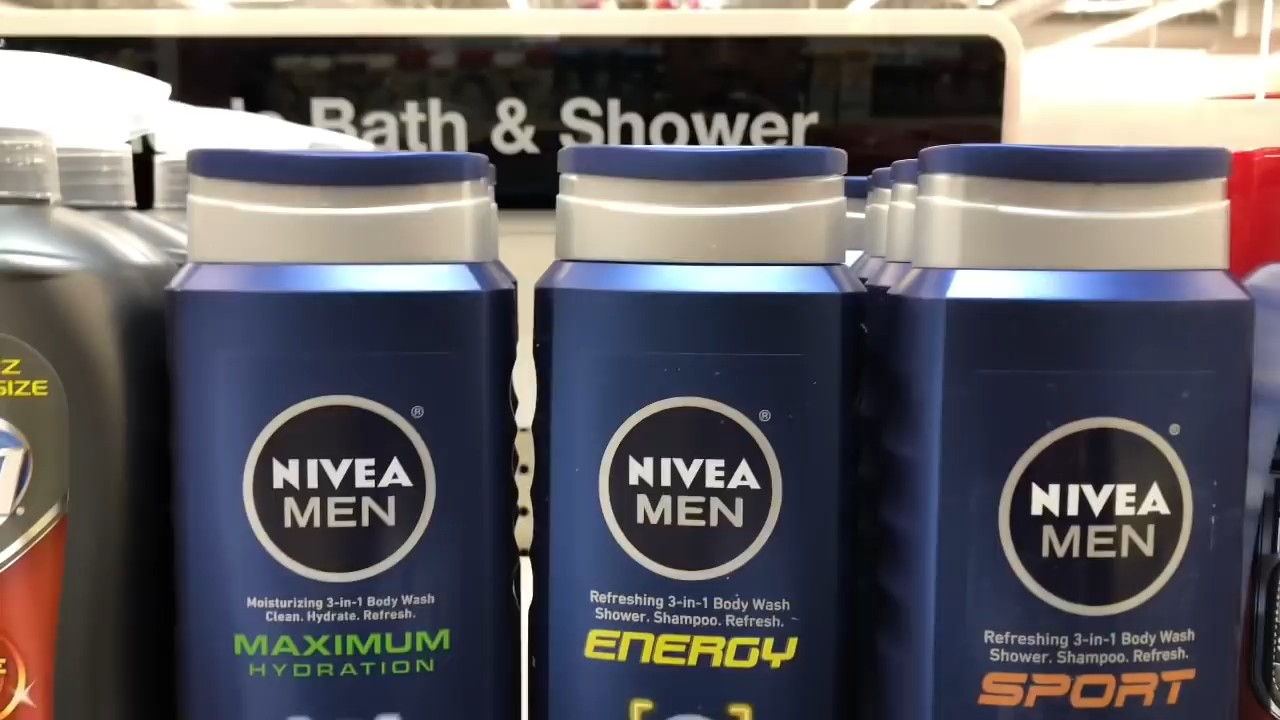 Bath & Shower
Z
SIZE
®
NIVEA
MEN
Moisturizing 3-in-1 Body Wash
Clean. Hydrate. Refresh.
MAXIMUM
HYDRATION
®
NIVEA
MEN
Refreshing 3-in-1 Body Wash
Shower. Shampoo. Refresh.
ENERGY
®
NIVEA
MEN
Refreshing 3-in-1 Body Wash
Shower. Shampoo. Refresh.
SPORT